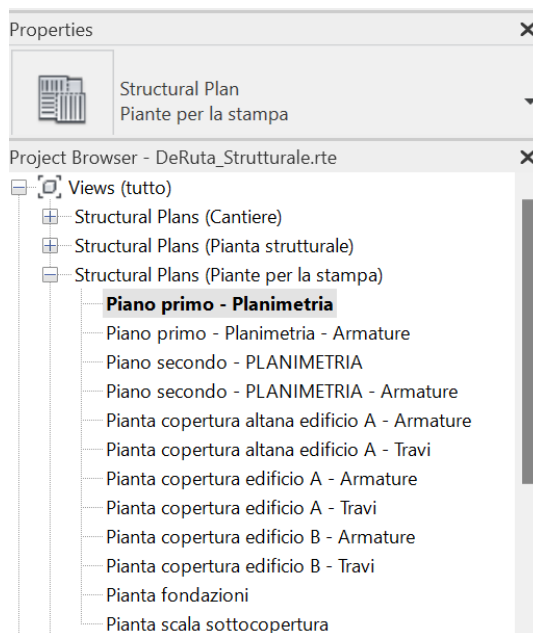 Properties
Structural Plan
Piante per la stampa
Project Browser - DeRuta_Strutturale.rte
Views (tutto)
Structural Plans (Cantiere)
Structural Plans (Pianta strutturale)
Structural Plans (Piante per la stampa)
Piano primo - Planimetria
Piano primo - Planimetria - Armature
Piano secondo - PLANIMETRIA
Piano secondo - PLANIMETRIA - Armature
Pianta copertura altana edificio A - Armature
Pianta copertura altana edificio A - Travi
Pianta copertura edificio A - Armature
Pianta copertura edificio A - Travi
Pianta copertura edificio B - Armature
Pianta copertura edificio B - Travi
Pianta fondazioni
Pianta scala sottocopertura